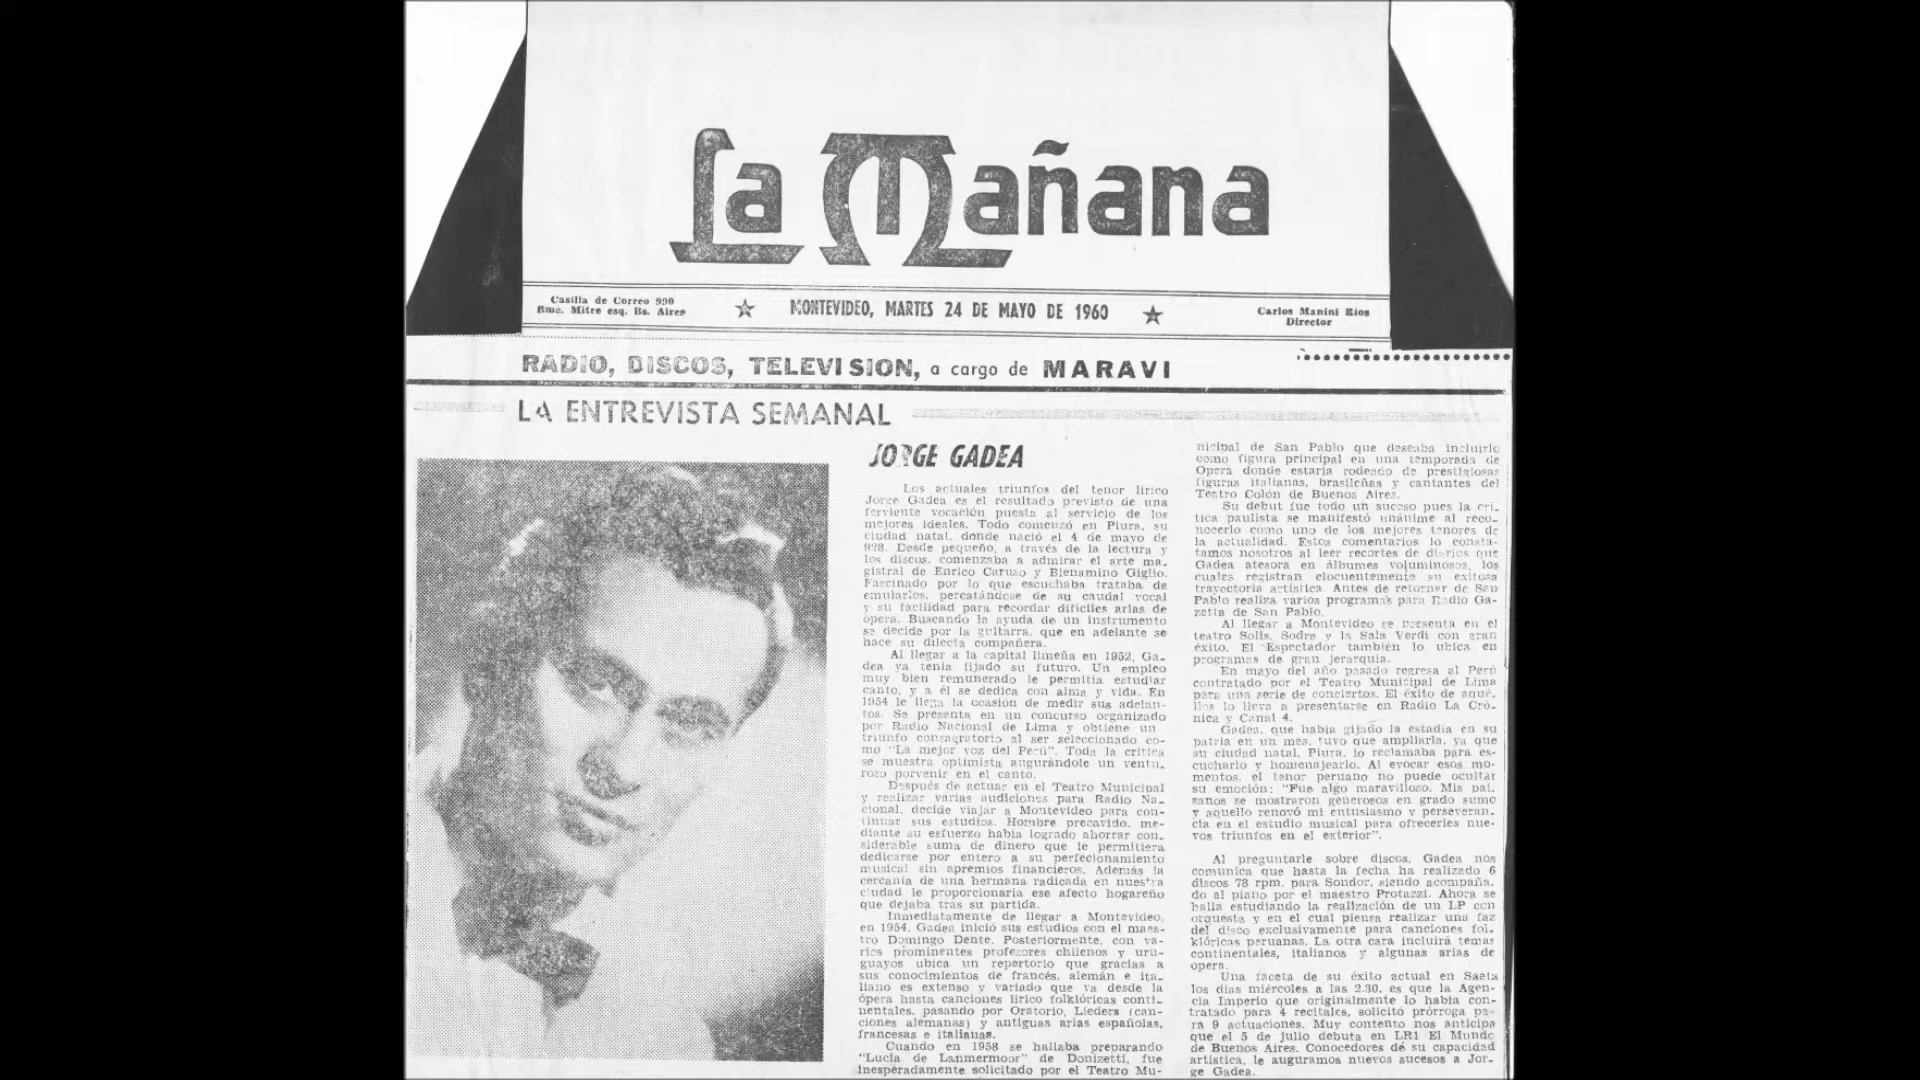 La Mañana
Casilla de Correo 990
Bme. Mitre esq. Bs. Aires
MONTEVIDEO, MARTES 24 DE MAYO DE 1960
Carlos Manini Rios
Director
RADIO, DISCOS, TELEVISION, a cargo de MARAVI
LA ENTREVISTA SEMANAL
JORGE GADEA
Los actuales triunfos del tenor lírico
Jorge Gadea es el resultado previsto de una
ferviente vocación puesta al servicio de los
mejores ideales. Todo comenzó en Piura, su
ciudad natal, donde nació el 4 de mayo de
928. Desde pequeño, a través de la lectura y
los discos, comenzaba a admirar el arte ma-
gistral de Enrico Caruso y Bienamino Giglio.
Fascinado por lo que escuchaba trataba de
emularlos, percatándose de su caudal vocal
y su facilidad para recordar difíciles arias de
ópera. Buscando la ayuda de un instrumento
se decide por la guitarra, que en adelante se
hace su dilecta compañera.
Al llegar a la capital limeña en 1952, Ga-
dea ya tenía fijado su futuro. Un empleo
muy bien remunerado le permitía estudiar
canto, y a él se dedica con alma y vida. En
1954 le llega la ocasión de medir sus adelan-
tos. Se presenta en un concurso organizado
por Radio Nacional de Lima y obtiene un
triunfo consagratorio al ser seleccionado co-
mo "La mejor voz del Perú". Toda la crítica
se muestra optimista augurándole un ventu-
roso porvenir en el canto.
Después de actuar en el Teatro Municipal
y realizar varias audiciones para Radio Na-
cional, decide viajar a Montevideo para con-
tinuar sus estudios. Hombre precavido, me-
diante su esfuerzo había logrado ahorrar con-
siderable suma de dinero que le permitiera
dedicarse por entero a su perfecionamiento
musical sin apremios financieros. Además la
cercanía de una hermana radicada en nuestra
ciudad le proporcionaría ese afecto hogareño
que dejaba tras su partida.
Inmediatamente de llegar a Montevideo,
en 1954, Gadea inició sus estudios con el maes-
tro Domingo Dente. Posteriormente, con va-
rios prominentes profesores chilenos y uru-
guayos ubica un repertorio que gracias a
sus conocimientos de francés, alemán e ita-
liano es extenso y variado que va desde la
ópera hasta canciones lírico folklóricas conti-
nentales, pasando por Oratorio, Lieders (can-
ciones alemanas) y antiguas arias españolas,
francesas e italianas.
Cuando en 1958 se hallaba preparando
"Lucia de Lanmermoor" de Donizetti, fue
inesperadamente solicitado por el Teatro Mu-
nicipal de San Pablo que deseaba incluirlo
como figura principal en una temporada de
Opera donde estaría rodeado de prestigiosas
figuras italianas, brasileñas y cantantes del
Teatro Colón de Buenos Aires.
Su debut fue todo un suceso pues la crí-
tica paulista se manifestó unánime al reco-
nocerlo como uno de los mejores tenores de
la actualidad. Estos comentarios lo consta-
tamos nosotros al leer recortes de diarios que
Gadea atesora en álbumes voluminosos, los
cuales registran elocuentemente su exitosa
trayectoria artística. Antes de retornar de San
Pablo realiza varios programas para Radio Ga-
zetta de San Pablo.
Al llegar a Montevideo se presenta en el
teatro Solís, Sodre y la Sala Verdi con gran
éxito. El Espectador también lo ubica en
programas de gran jerarquía.
En mayo del año pasado regresa al Perú
contratado por el Teatro Municipal de Lima
para una serie de conciertos. El éxito de aqué-
llos lo lleva a presentarse en Radio La Cró-
nica y Canal 4.
Gadea, que había gijado la estadía en su
patria en un mes, tuvo que ampliarla, ya que
su ciudad natal, Piura, lo reclamaba para es-
cucharlo y homenajearlo. Al evocar esos mo-
mentos, el tenor peruano no puede ocultar
su emoción: "Fue algo maravilloso. Mis pai-
sanos se mostraron generosos en grado sumo
y aquello renovó mi entusiasmo y perseveran-
cia en el estudio musical para ofrecerles nue-
vos triunfos en el exterior".
Al preguntarle sobre discos, Gadea nos
comunica que hasta la fecha ha realizado 6
discos 78 rpm. para Sondor, siendo acompaña-
do al piano por el maestro Protazzi. Ahora se
halla estudiando la realización de un LP con
orquesta y en el cual piensa realizar una faz
del disco exclusivamente para canciones fol-
klóricas peruanas. La otra cara incluirá temas
continentales, italianos y algunas arias de
opera.
Una faceta de su éxito actual en Saeta
los días miércoles a las 2.30, es que la Agen-
cia Imperio que originalmente lo había con-
tratado para 4 recitales, solicitó prórroga pa-
ra 9 actuaciones. Muy contento nos anticipa
que el 5 de julio debuta en LR1 El Mundo
de Buenos Aires. Conocedores de su capacidad
artística, le auguramos nuevos sucesos a Jor-
ge Gadea.